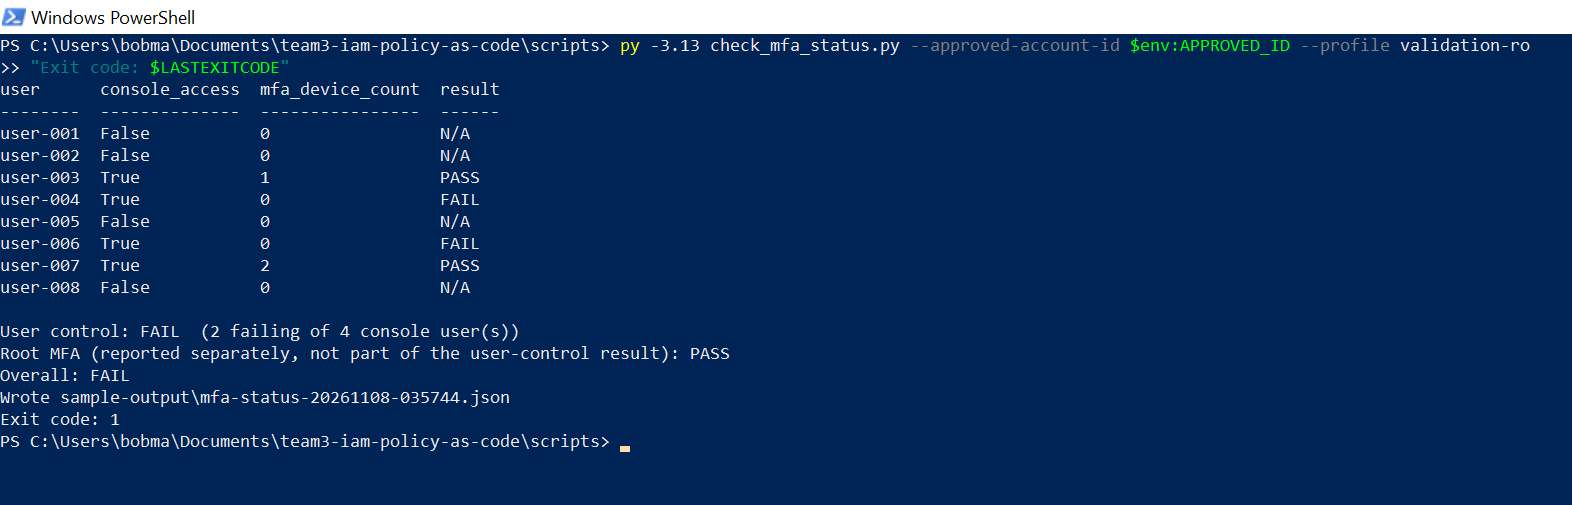 Windows PowerShell
PS C:\Users\bobma\Documents\team3-iam-policy-as-code\scripts> py -3.13 check_mfa_status.py --approved-account-id $env:APPROVED_ID --profile validation-ro
>> "Exit code: $LASTEXITCODE"
user      console_access  mfa_device_count  result
--------  --------------  ----------------  ------
user-001  False           0                 N/A
user-002  False           0                 N/A
user-003  True            1                 PASS
user-004  True            0                 FAIL
user-005  False           0                 N/A
user-006  True            0                 FAIL
user-007  True            2                 PASS
user-008  False           0                 N/A
User control: FAIL  (2 failing of 4 console user(s))
Root MFA (reported separately, not part of the user-control result): PASS
Overall: FAIL
Wrote sample-output\mfa-status-20261108-035744.json
Exit code: 1
PS C:\Users\bobma\Documents\team3-iam-policy-as-code\scripts>